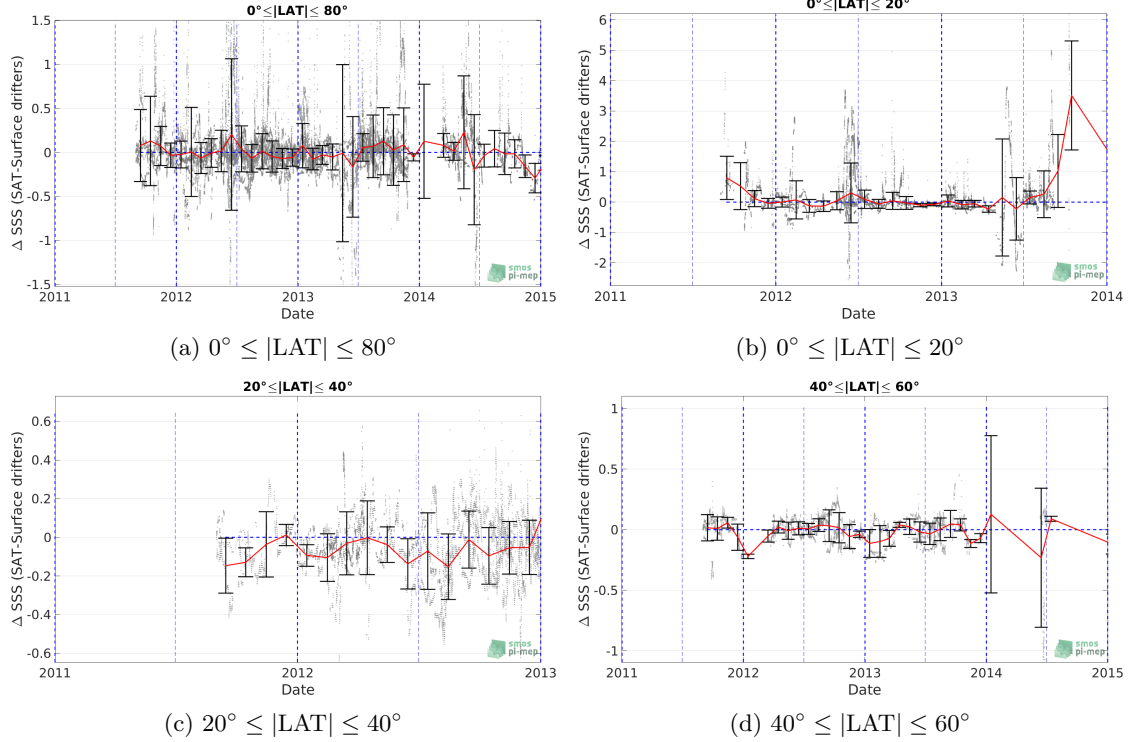 0°≤|LAT|≤ 80°
Δ SSS (SAT-Surface drifters)
1.5
1
0.5
0
-0.5
-1
-1.5
2011
2012
2013
2014
2015
Date
smos
pi-mep
(a) 0° ≤ |LAT| ≤ 80°
0°≤|LAT|≤ 20°
Δ SSS (SAT-Surface drifters)
6
5
4
3
2
1
0
-1
-2
2011
2012
2013
2014
Date
smos
pi-mep
(b) 0° ≤ |LAT| ≤ 20°
20°≤|LAT|≤ 40°
Δ SSS (SAT-Surface drifters)
0.6
0.4
0.2
0
-0.2
-0.4
-0.6
2011
2012
2013
Date
smos
pi-mep
(c) 20° ≤ |LAT| ≤ 40°
40°≤|LAT|≤ 60°
Δ SSS (SAT-Surface drifters)
1
0.5
0
-0.5
-1
2011
2012
2013
2014
2015
Date
smos
pi-mep
(d) 40° ≤ |LAT| ≤ 60°